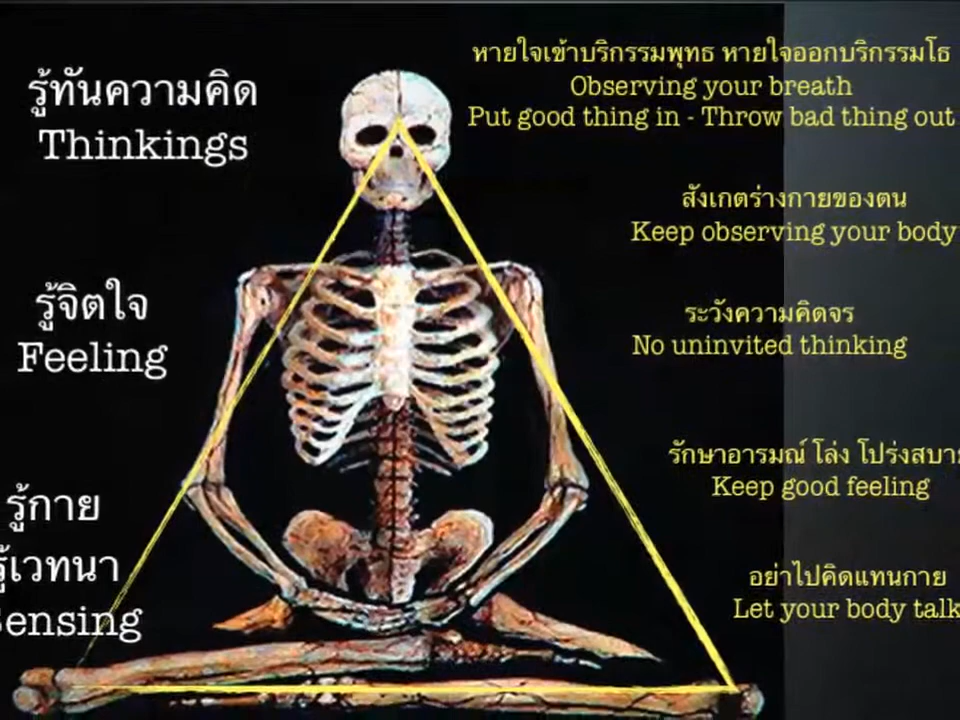 รู้ทันความคิด
Thinkings
รู้จิตใจ
Feeling
รู้กาย
รู้เวทนา
Sensing
หายใจเข้าบริกรรมพุทธ หายใจออกบริกรรมโธ
Observing your breath
Put good thing in - Throw bad thing out
สังเกตร่างกายของตน
Keep observing your body
ระวังความคิดจร
No uninvited thinking
รักษาอารมณ์ โล่ง โปร่งสบา
Keep good feeling
อย่าไปคิดแทนกาย
Let your body talk